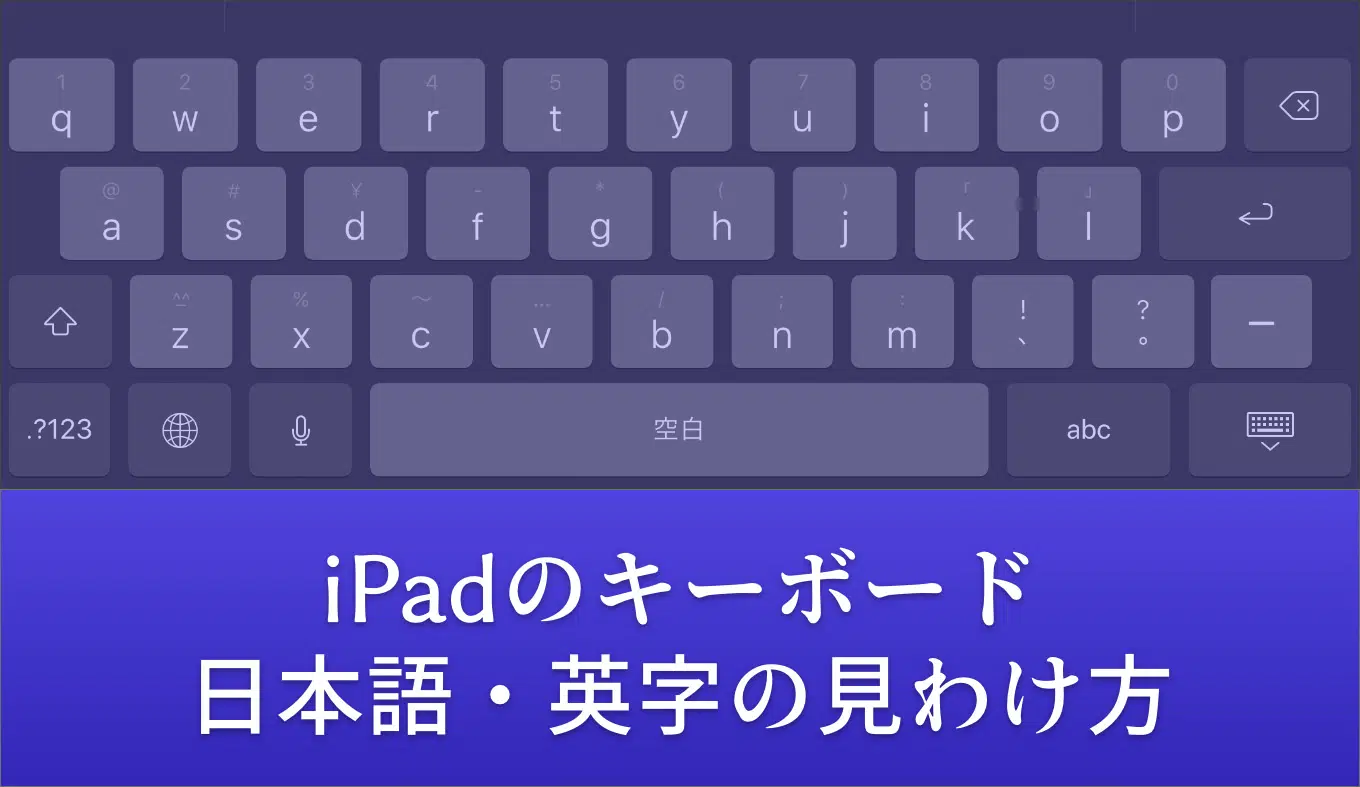 1 2 3 4 5 6 7 8 9 0
q w e r t y u i o p
@ # ¥ - * ( ) 「 」
a s d f g h j k l
^^ % 〜 … / ; : ! ?
z x c v b n m 、 。 ー
.?123 空白 abc
iPadのキーボード
日本語・英字の見わけ方